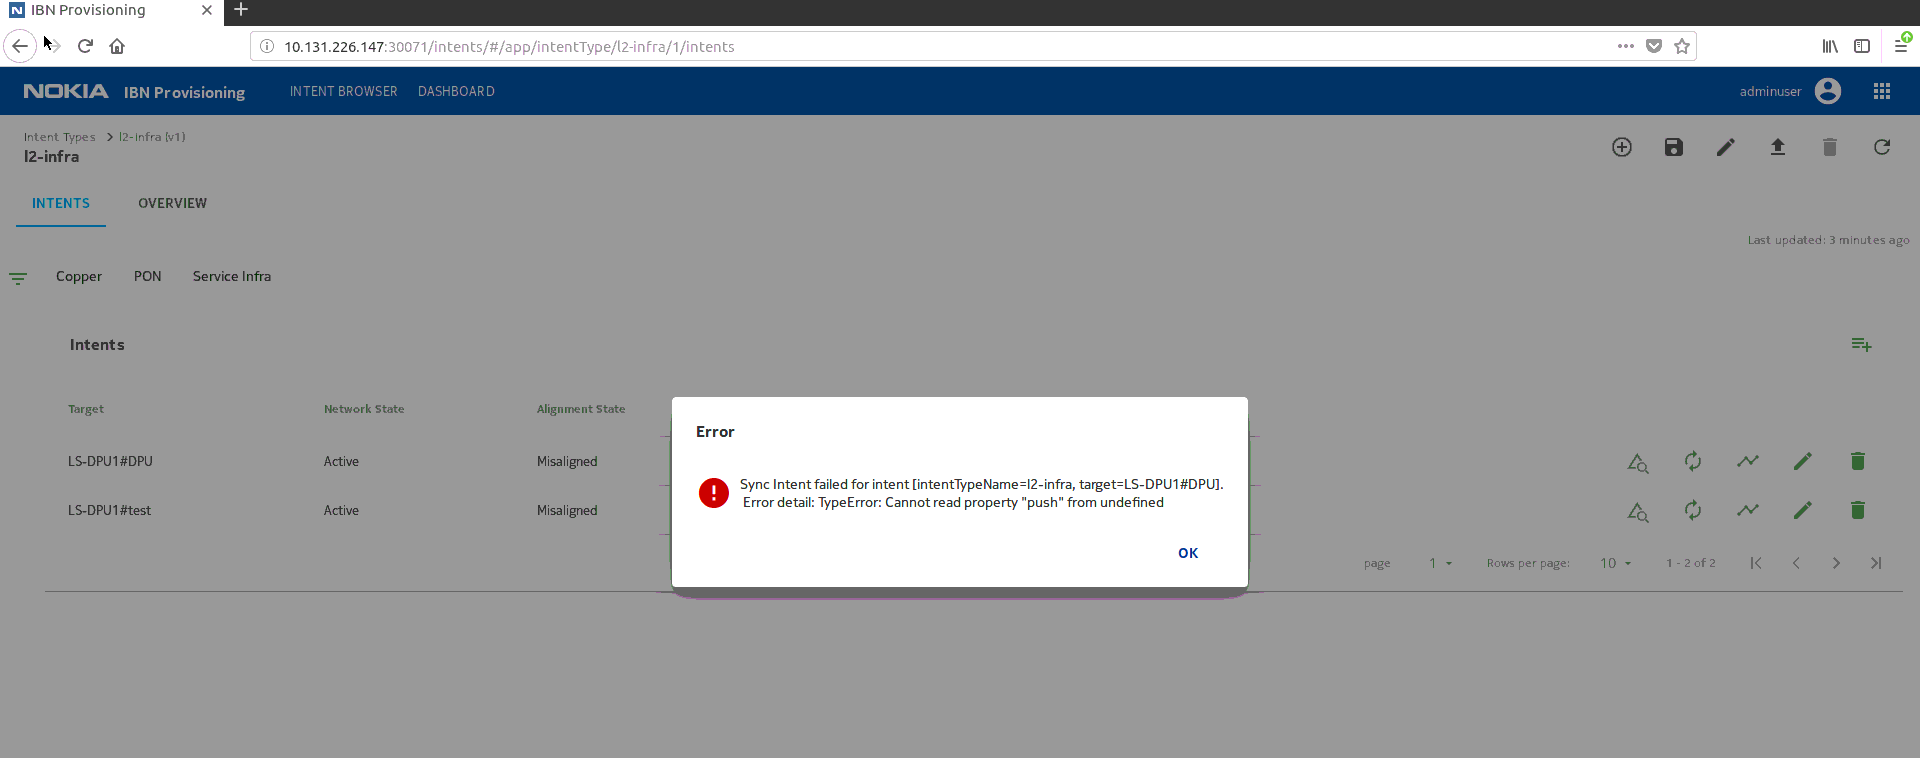 IBN Provisioning
10.131.226.147:30071/intents/#/app/intentType/l2-infra/1/intents
NOKIA IBN Provisioning INTENT BROWSER DASHBOARD adminuser
Intent Types > l2-infra (v1)
l2-infra
INTENTS OVERVIEW
Last updated: 3 minutes ago
Copper PON Service Infra
Intents
Target Network State Alignment State
LS-DPU1#DPU Active Misaligned
LS-DPU1#test Active Misaligned
Error
Sync Intent failed for intent [intentTypeName=l2-infra, target=LS-DPU1#DPU].
Error detail: TypeError: Cannot read property "push" from undefined
OK
page 1 Rows per page: 10 1 - 2 of 2